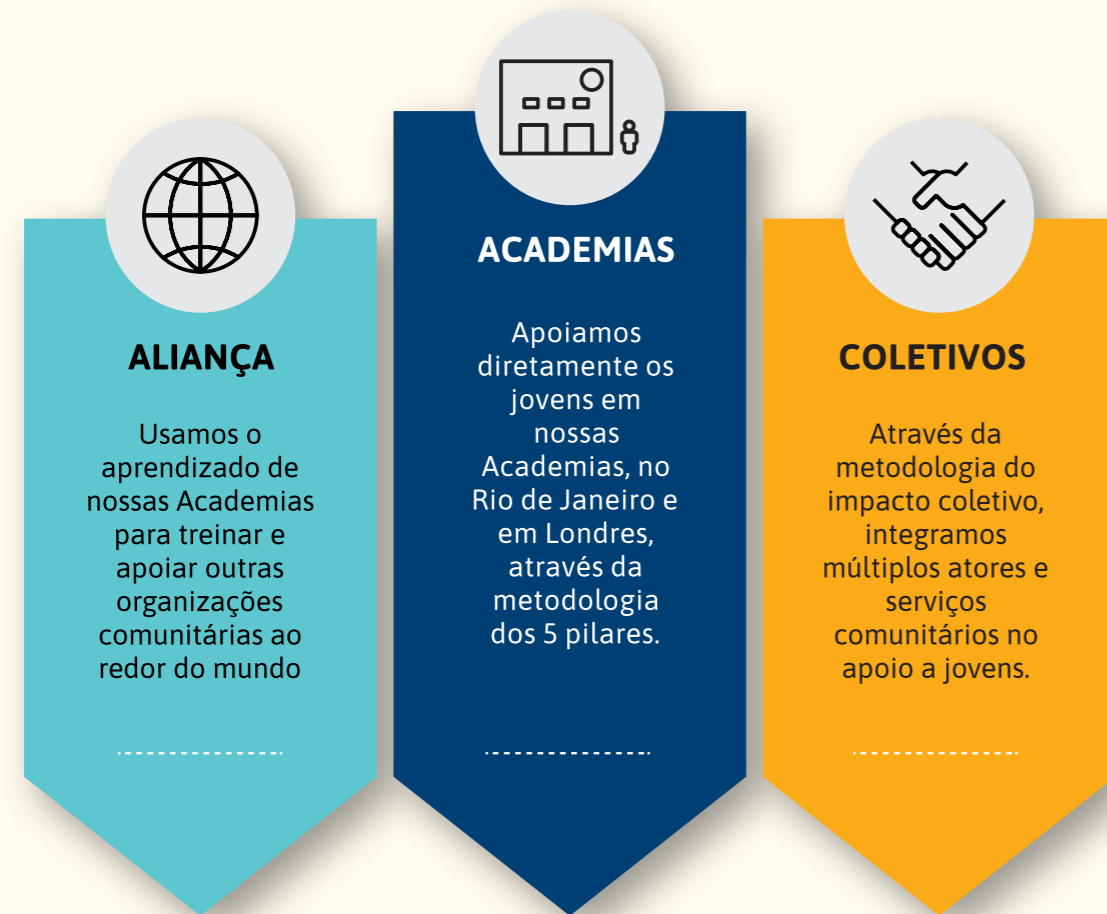 ALIANÇA
Usamos o
aprendizado de
nossas Academias
para treinar e
apoiar outras
organizações
comunitárias ao
redor do mundo
ACADEMIAS
Apoiamos
diretamente os
jovens em
nossas
Academias, no
Rio de Janeiro e
em Londres,
através da
metodologia
dos 5 pilares.
COLETIVOS
Através da
metodologia do
impacto coletivo,
integramos
múltiplos atores e
serviços
comunitários no
apoio a jovens.